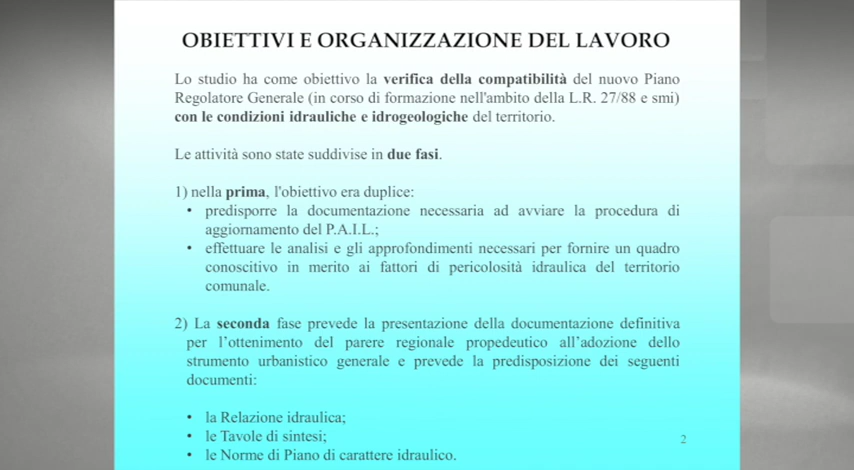 OBIETTIVI E ORGANIZZAZIONE DEL LAVORO
Lo studio ha come obiettivo la verifica della compatibilità del nuovo Piano
Regolatore Generale (in corso di formazione nell'ambito della L.R. 27/88 e smi)
con le condizioni idrauliche e idrogeologiche del territorio.
Le attività sono state suddivise in due fasi.
1) nella prima, l'obiettivo era duplice:
• predisporre la documentazione necessaria ad avviare la procedura di
aggiornamento del P.A.I.L.;
• effettuare le analisi e gli approfondimenti necessari per fornire un quadro
conoscitivo in merito ai fattori di pericolosità idraulica del territorio
comunale.
2) La seconda fase prevede la presentazione della documentazione definitiva
per l’ottenimento del parere regionale propedeutico all’adozione dello
strumento urbanistico generale e prevede la predisposizione dei seguenti
documenti:
• la Relazione idraulica;
• le Tavole di sintesi;
• le Norme di Piano di carattere idraulico.
2